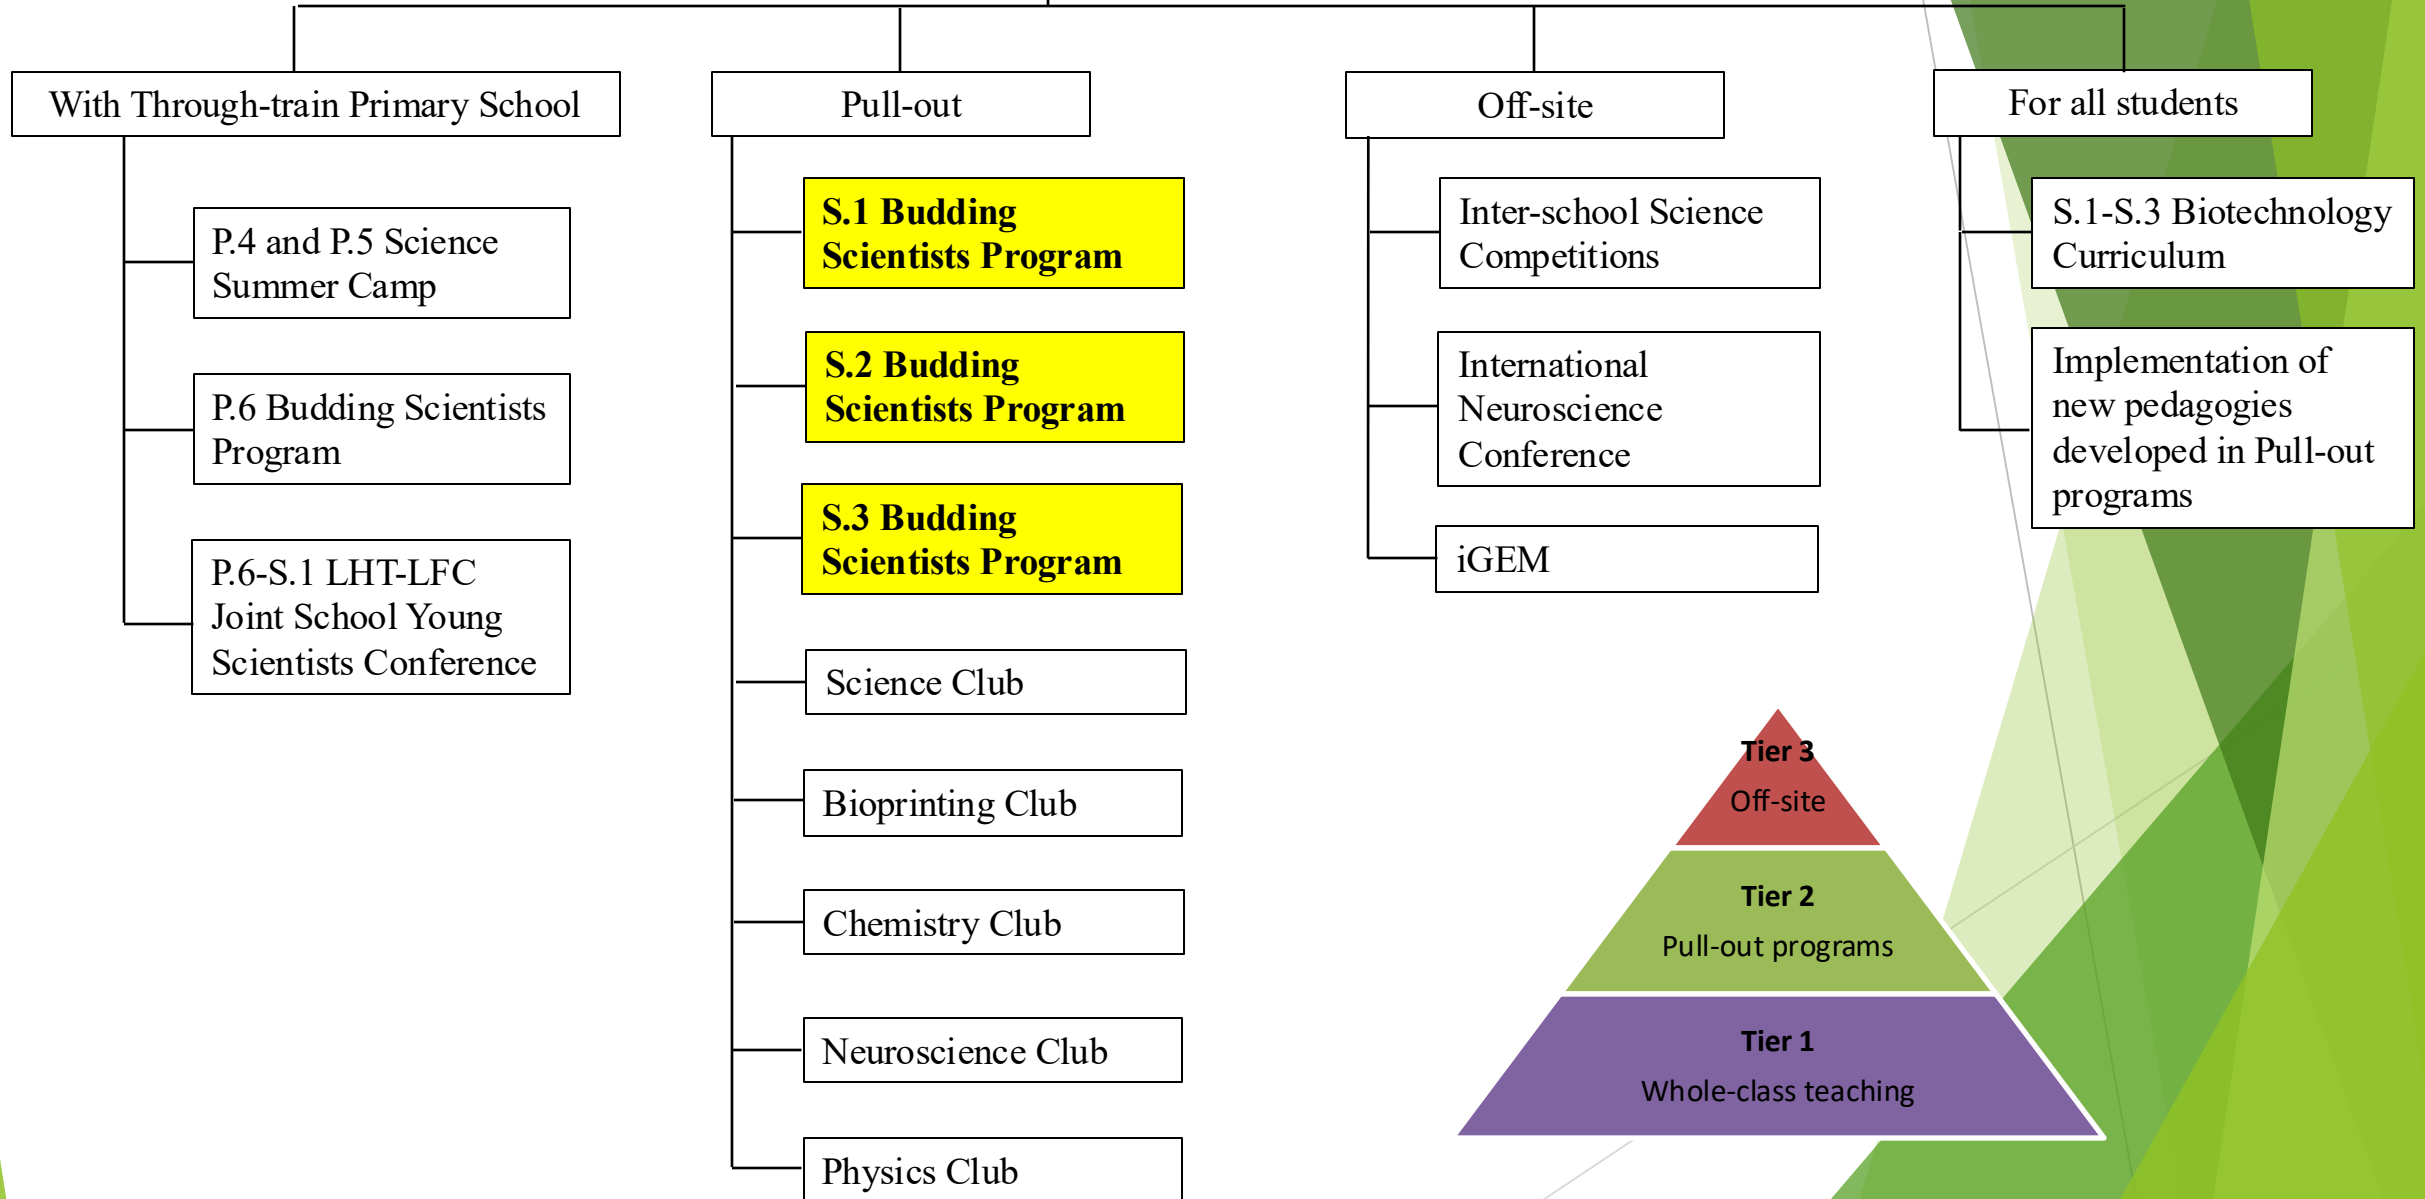 With Through-train Primary School
P.4 and P.5 Science
Summer Camp
P.6 Budding Scientists
Program
P.6-S.1 LHT-LFC
Joint School Young
Scientists Conference
Pull-out
S.1 Budding
Scientists Program
S.2 Budding
Scientists Program
S.3 Budding
Scientists Program
Science Club
Bioprinting Club
Chemistry Club
Neuroscience Club
Physics Club
Off-site
Inter-school Science
Competitions
International
Neuroscience
Conference
iGEM
For all students
S.1-S.3 Biotechnology
Curriculum
Implementation of
new pedagogies
developed in Pull-out
programs
Tier 3
Off-site
Tier 2
Pull-out programs
Tier 1
Whole-class teaching